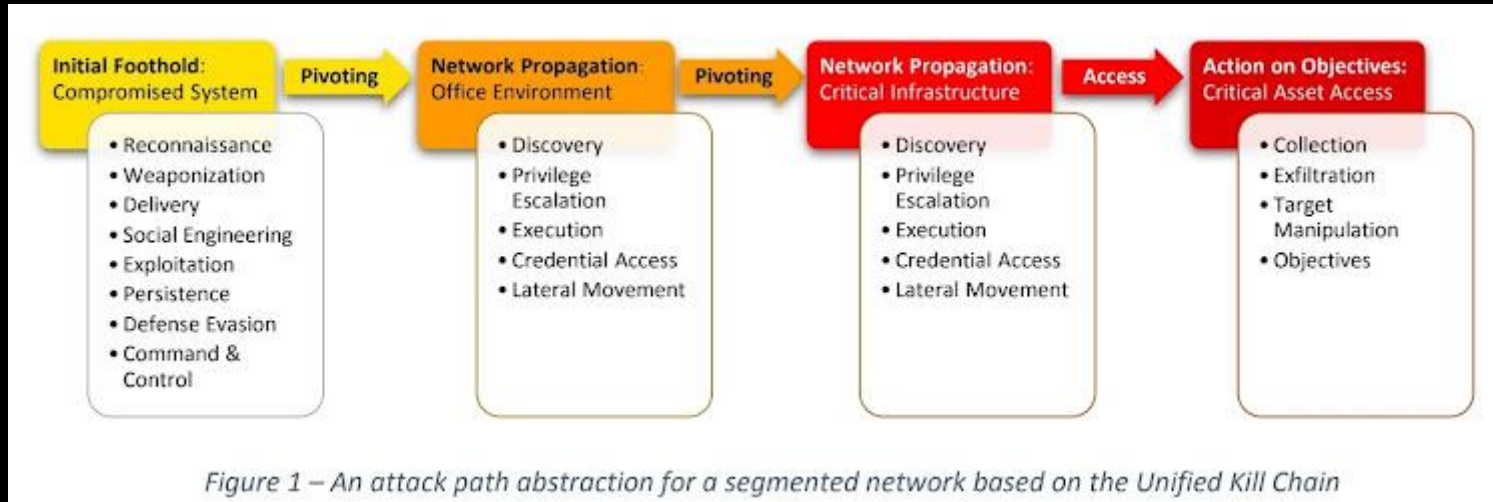 Initial Foothold:
Compromised System
Pivoting
Network Propagation:
Office Environment
Pivoting
Network Propagation:
Critical Infrastructure
Access
Action on Objectives:
Critical Asset Access
• Reconnaissance
• Weaponization
• Delivery
• Social Engineering
• Exploitation
• Persistence
• Defense Evasion
• Command &
Control
• Discovery
• Privilege
Escalation
• Execution
• Credential Access
• Lateral Movement
• Discovery
• Privilege
Escalation
• Execution
• Credential Access
• Lateral Movement
• Collection
• Exfiltration
• Target
Manipulation
• Objectives
Figure 1 – An attack path abstraction for a segmented network based on the Unified Kill Chain